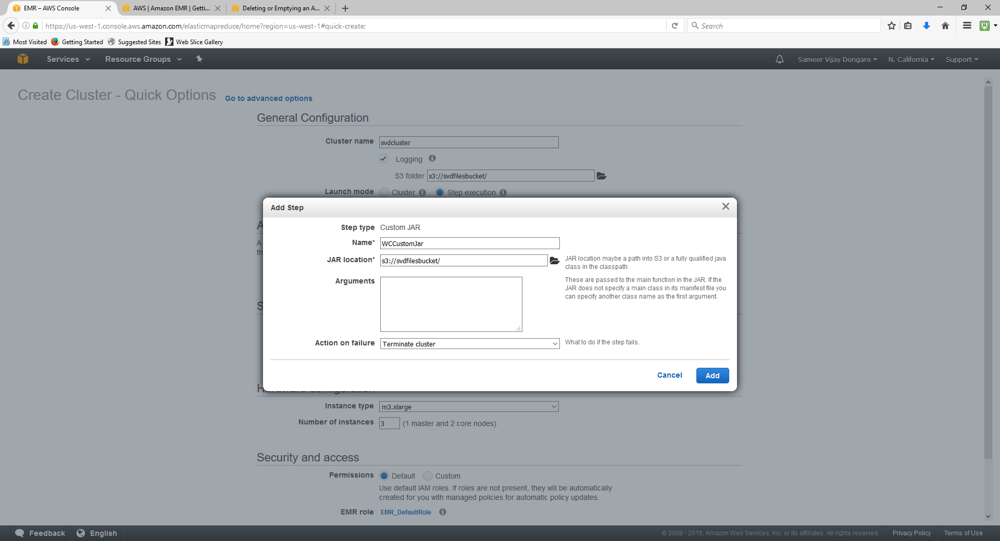 EMR – AWS Console
AWS | Amazon EMR | Getti...
Deleting or Emptying an A...
https://us-west-1.console.aws.amazon.com/elasticmapreduce/home?region=us-west-1#quick-create:
Search
Most Visited
Getting Started
Suggested Sites
Web Slice Gallery
Services
Resource Groups
Sameer Vijay Dongare
N. California
Support
Create Cluster - Quick Options
Go to advanced options
General Configuration
Cluster name
svdcluster
Logging
S3 folder
s3://svdfilesbucket/
Launch mode
Cluster
Step execution
Add Step
Step type
Custom JAR
Name*
WCCustomJar
JAR location*
s3://svdfilesbucket/
JAR location maybe a path into S3 or a fully qualified java
class in the classpath.
Arguments
These are passed to the main function in the JAR. If the
JAR does not specify a main class in its manifest file you
can specify another class name as the first argument.
Action on failure
Terminate cluster
What to do if the step fails.
Cancel
Add
Hardware configuration
Instance type
m3.xlarge
Number of instances
3
(1 master and 2 core nodes)
Security and access
Permissions
Default
Custom
Use default IAM roles. If roles are not present, they will be automatically
created for you with managed policies for automatic policy updates.
EMR role
EMR_DefaultRole
Feedback
English
© 2008 - 2016, Amazon Web Services, Inc. or its affiliates. All rights reserved.
Privacy Policy
Terms of Use